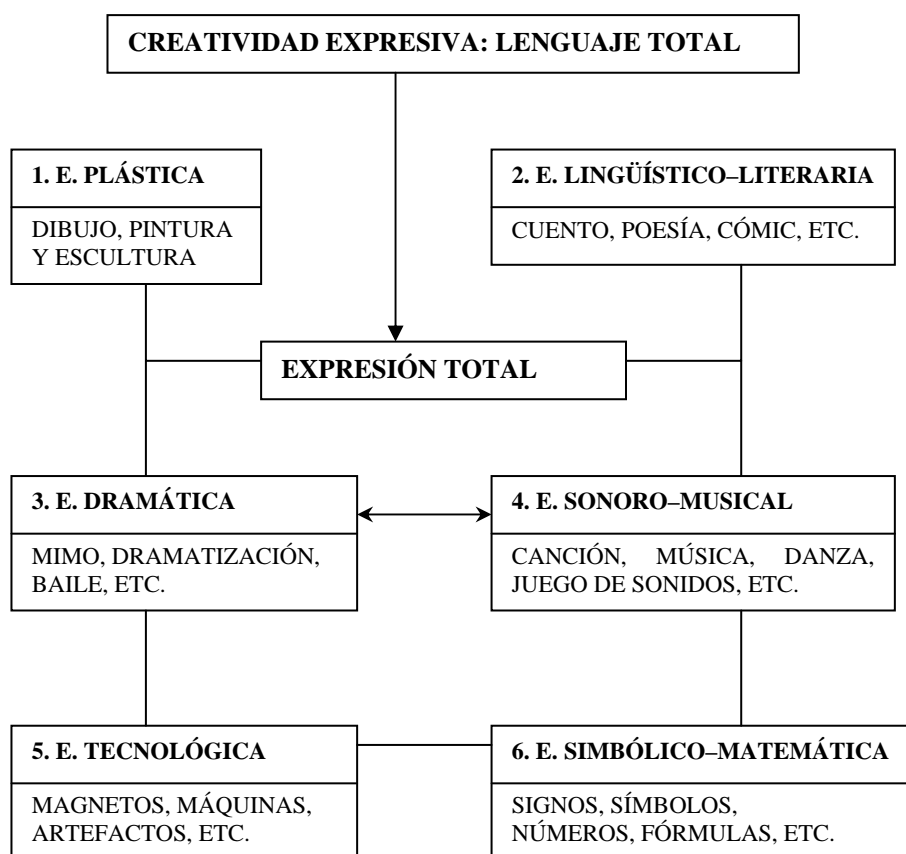 CREATIVIDAD EXPRESIVA: LENGUAJE TOTAL
1. E. PLÁSTICA
DIBUJO, PINTURA
Y ESCULTURA
2. E. LINGÜÍSTICO–LITERARIA
CUENTO, POESÍA, CÓMIC, ETC.
EXPRESIÓN TOTAL
3. E. DRAMÁTICA
MIMO, DRAMATIZACIÓN,
BAILE, ETC.
4. E. SONORO–MUSICAL
CANCIÓN, MÚSICA, DANZA,
JUEGO DE SONIDOS, ETC.
5. E. TECNOLÓGICA
MAGNETOS, MÁQUINAS,
ARTEFACTOS, ETC.
6. E. SIMBÓLICO–MATEMÁTICA
SIGNOS, SÍMBOLOS,
NÚMEROS, FÓRMULAS, ETC.